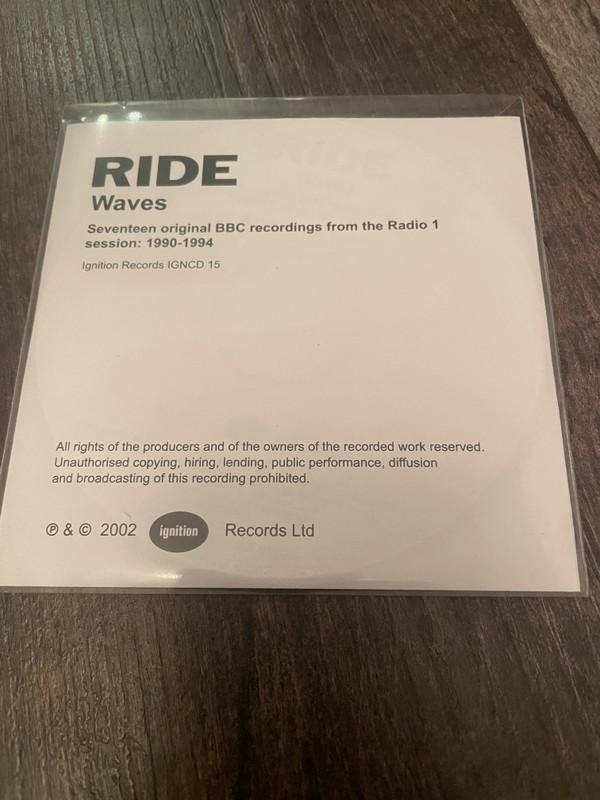 RIDE
Waves
Seventeen original BBC recordings from the Radio 1
session: 1990-1994
Ignition Records IGNCD 15
All rights of the producers and of the owners of the recorded work reserved.
Unauthorised copying, hiring, lending, public performance, diffusion
and broadcasting of this recording prohibited.
℗ & © 2002 ignition Records Ltd